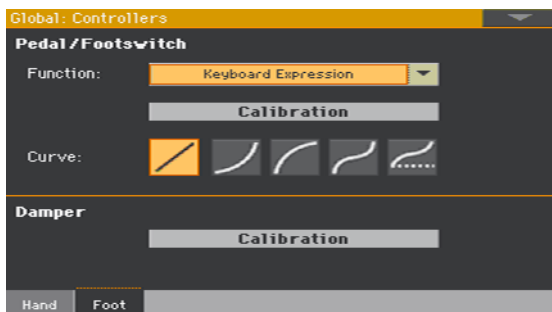 Global: Controllers
Pedal/Footswitch
Function: Keyboard Expression
Calibration
Curve:
Damper
Calibration
Hand Foot